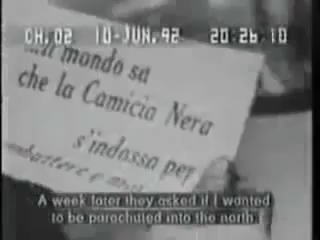 CH.02 10-JUN.92 20:26:10
mondo sa
che la Camicia Nera
s'indossa per
A week later they asked if I wanted
to be parachuted into the north.